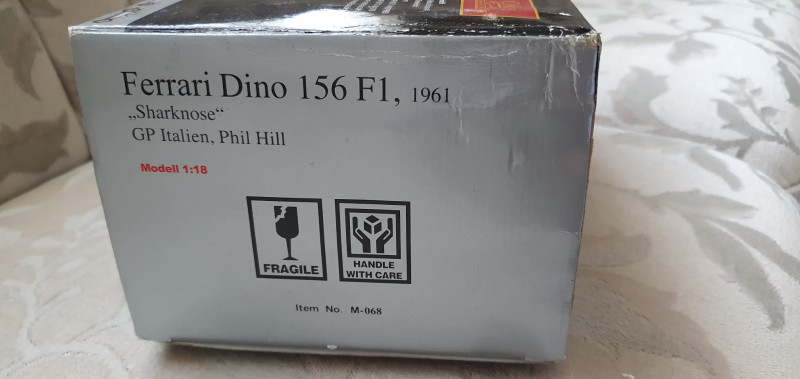 Ferrari Dino 156 F1, 1961
„Sharknose“
GP Italien, Phil Hill
Modell 1:18
FRAGILE
HANDLE
WITH CARE
Item No. M-068